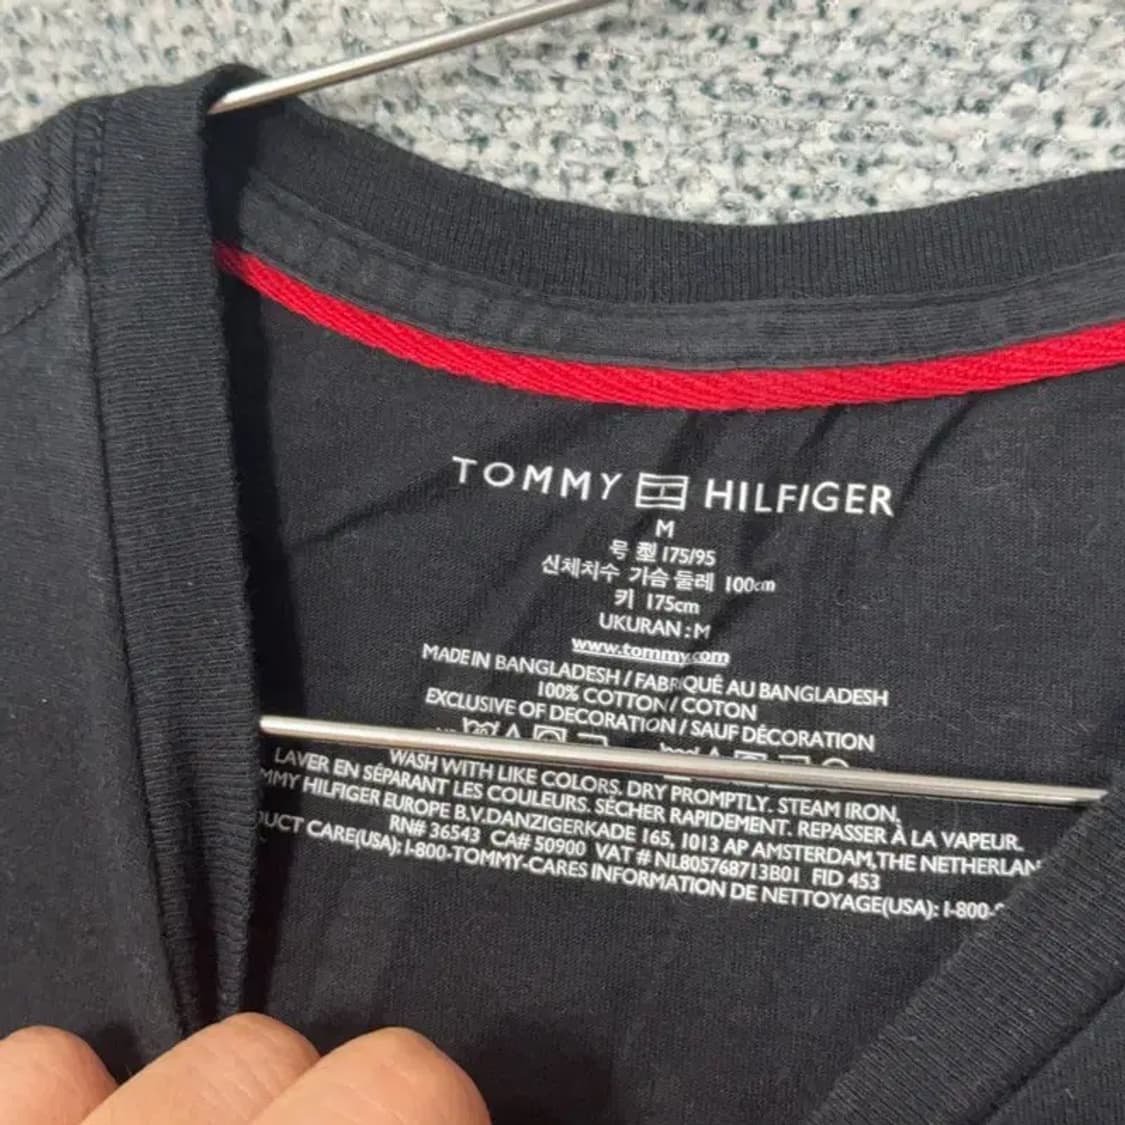 TOMMY HILFIGER
M
号 型 175/95
신체치수 가슴둘레 100cm
키 175cm
UKURAN : M
www.tommy.com
MADE IN BANGLADESH / FABRIQUÉ AU BANGLADESH
100% COTTON / COTON
EXCLUSIVE OF DECORATION / SAUF DÉCORATION
WASH WITH LIKE COLORS. DRY PROMPTLY. STEAM IRON.
LAVER EN SÉPARANT LES COULEURS. SÉCHER RAPIDEMENT. REPASSER À LA VAPEUR.
MMY HILFIGER EUROPE B.V.DANZIGERKADE 165, 1013 AP AMSTERDAM,THE NETHERLAN
RN# 36543 CA# 50900 VAT # NL805768713B01 FID 453
UCT CARE(USA): 1-800-TOMMY-CARES INFORMATION DE NETTOYAGE(USA): 1-800-